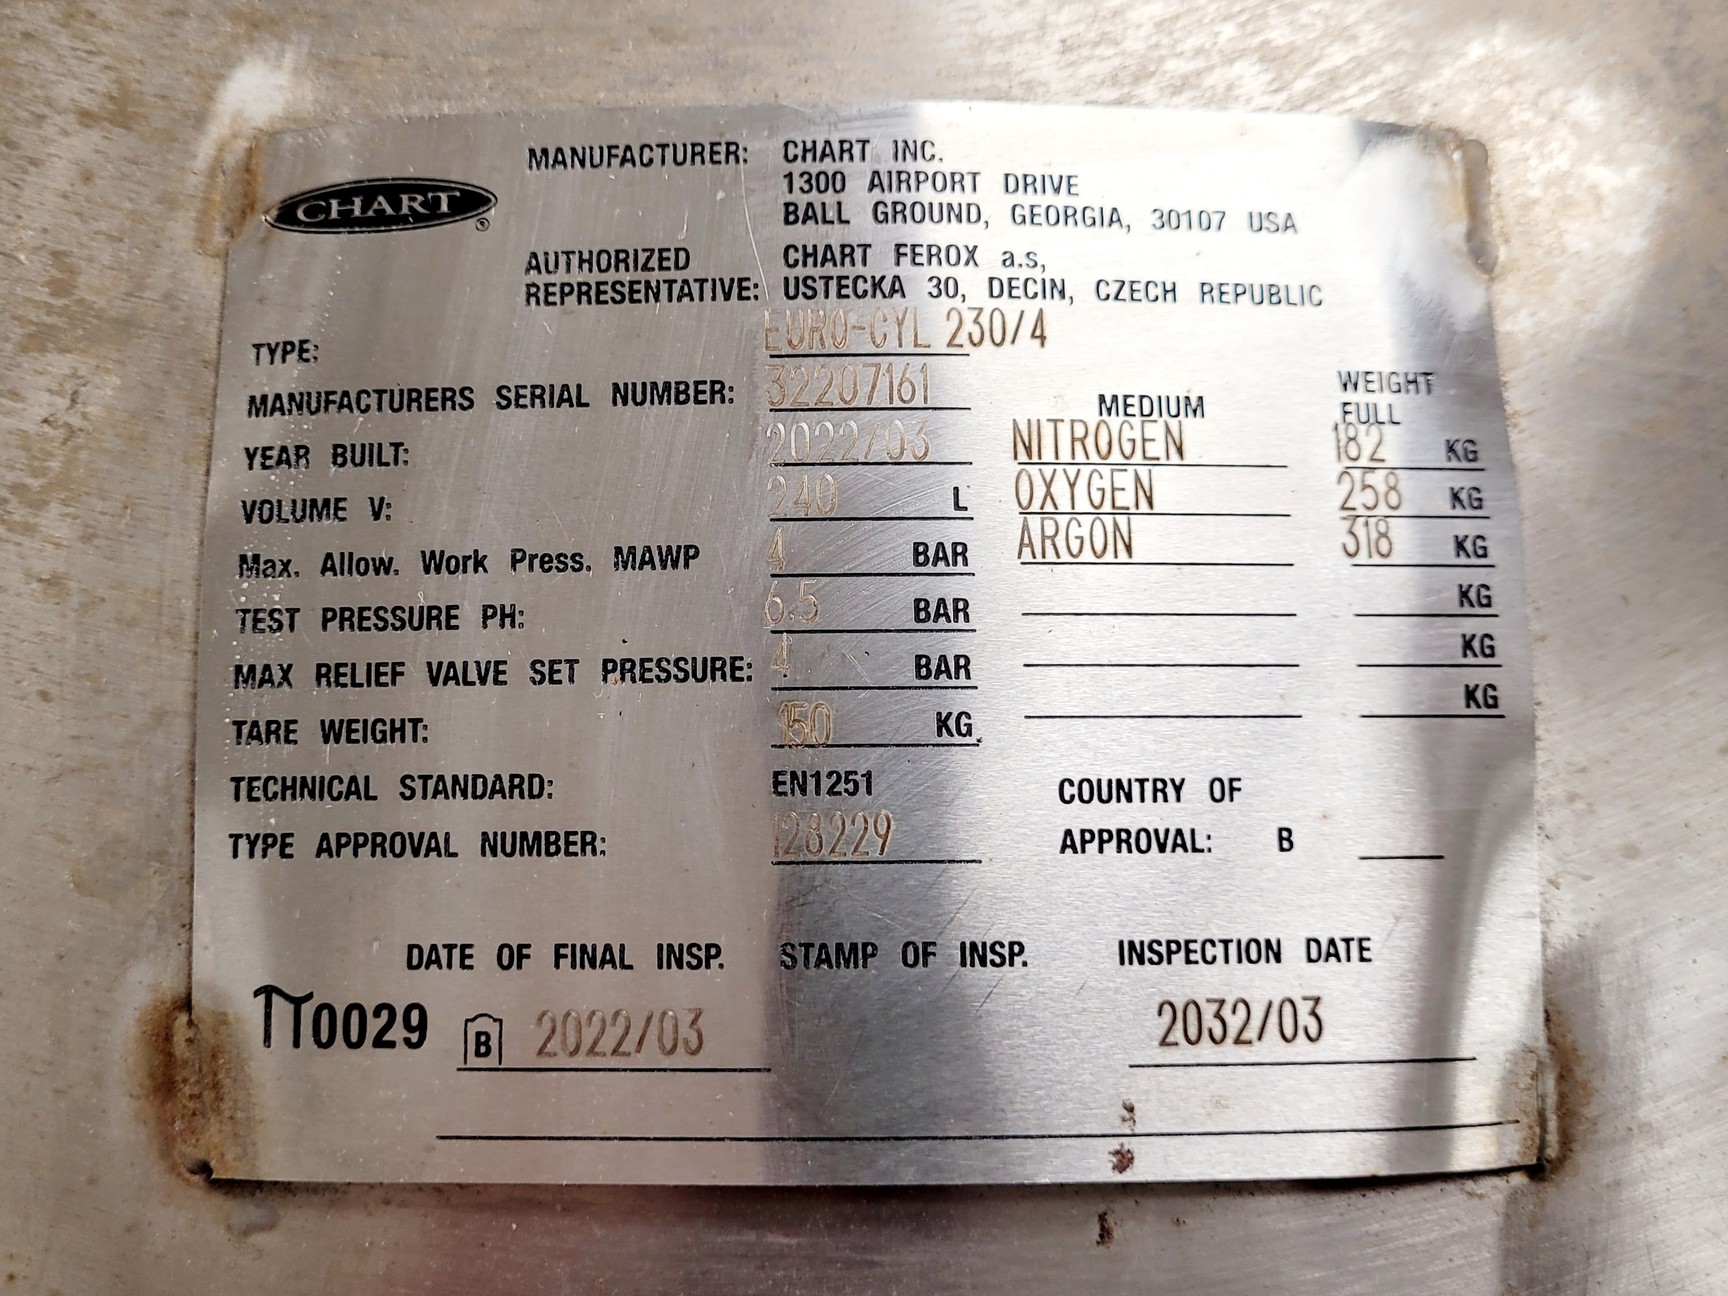 CHART®
MANUFACTURER: CHART INC.
1300 AIRPORT DRIVE
BALL GROUND, GEORGIA, 30107 USA
AUTHORIZED
REPRESENTATIVE: CHART FEROX a.s,
USTECKA 30, DECIN, CZECH REPUBLIC
TYPE: EURO-CYL 230/4
MANUFACTURERS SERIAL NUMBER: 32207161
YEAR BUILT: 2022/03
VOLUME V: 240 L
Max. Allow. Work Press. MAWP 4 BAR
TEST PRESSURE PH: 6.5 BAR
MAX RELIEF VALVE SET PRESSURE: 4 BAR
TARE WEIGHT: 150 KG
MEDIUM WEIGHT FULL
NITROGEN 182 KG
OXYGEN 258 KG
ARGON 318 KG
KG
KG
KG
TECHNICAL STANDARD: EN1251
TYPE APPROVAL NUMBER: 128229
COUNTRY OF
APPROVAL: B
DATE OF FINAL INSP. STAMP OF INSP. INSPECTION DATE
π0029 B 2022/03 2032/03